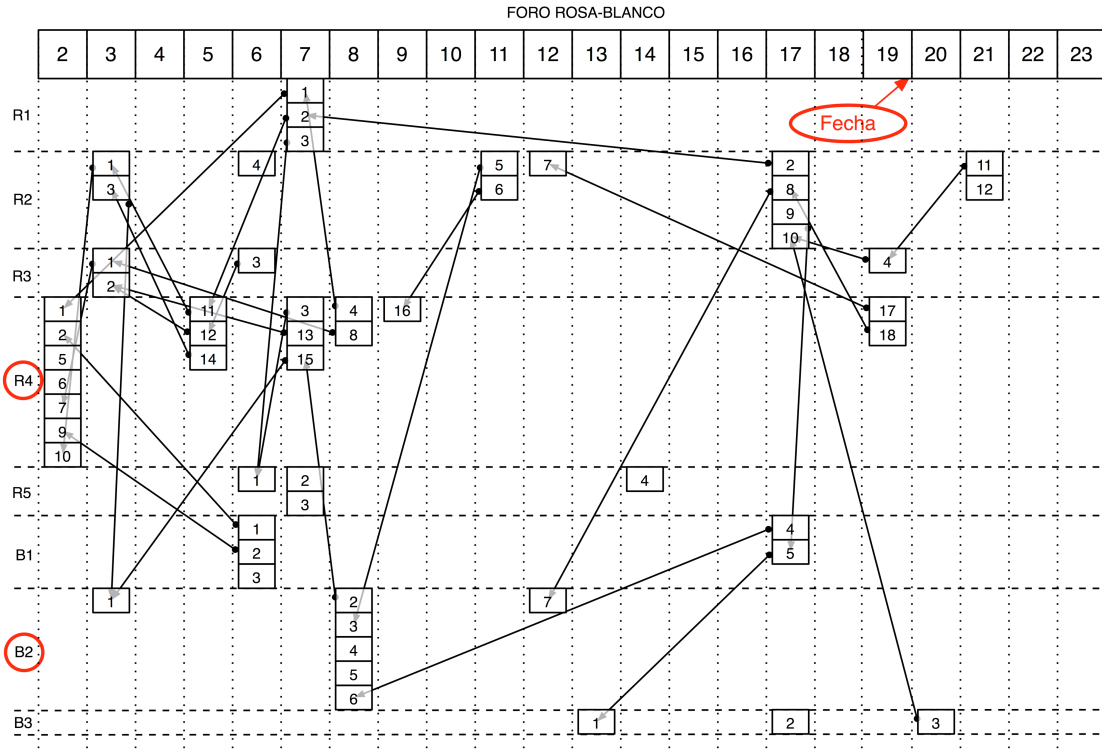 FORO ROSA-BLANCO
2 3 4 5 6 7 8 9 10 11 12 13 14 15 16 17 18 19 20 21 22 23
Fecha
R1
1
2
3
R2
1 4 5 7 2 11
3 6 8 12
9
10
R3
1 3 4
2
R4
1 11 3 4 16 17
2 12 13 8 18
5 14 15
6
7
9
10
R5
1 2 4
3
B1
1 4
2 5
3
B2
1 2 7
3
4
5
6
B3
1 2 3